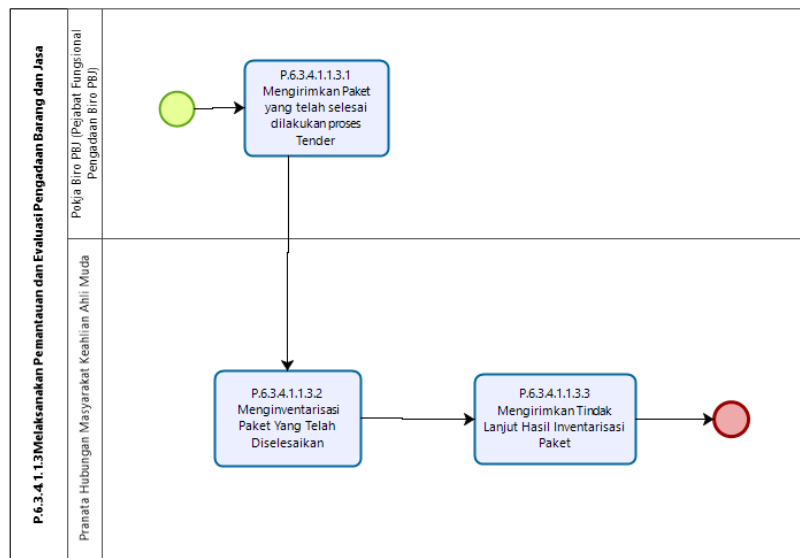 P.6.3.4.1.1.3Melaksanakan Pemantauan dan Evaluasi Pengadaan Barang dan Jasa
Pokja Biro PBJ (Pejabat Fungsional
Pengadaan Biro PBJ)
P.6.3.4.1.1.3.1
Mengirimkan Paket
yang telah selesai
dilakukan proses
Tender
Pranata Hubungan Masyarakat Keahlian Ahli Muda
P.6.3.4.1.1.3.2
Menginventarisasi
Paket Yang Telah
Diselesaikan
P.6.3.4.1.1.3.3
Mengirimkan Tindak
Lanjut Hasil Inventarisasi
Paket